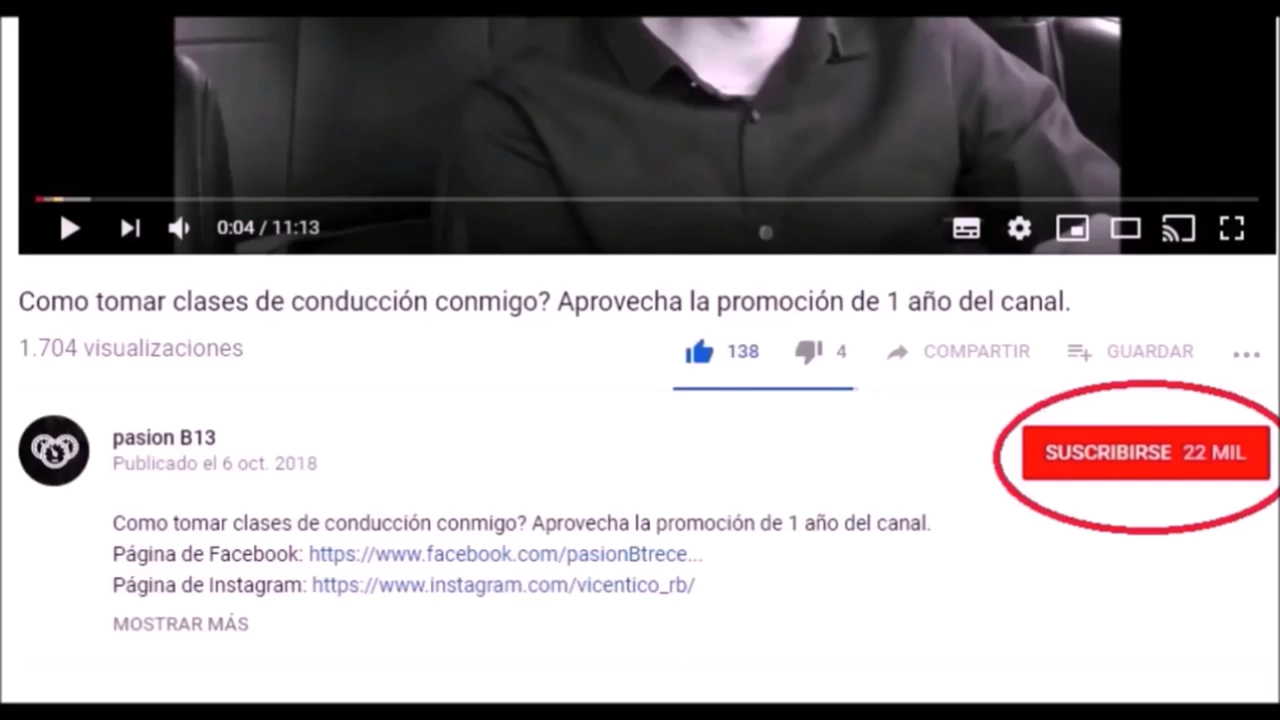 0:04 / 11:13
Como tomar clases de conducción conmigo? Aprovecha la promoción de 1 año del canal.
1.704 visualizaciones
138
4
COMPARTIR
GUARDAR
pasion B13
Publicado el 6 oct. 2018
SUSCRIBIRSE 22 MIL
Como tomar clases de conducción conmigo? Aprovecha la promoción de 1 año del canal.
Página de Facebook: https://www.facebook.com/pasionBtrece...
Página de Instagram: https://www.instagram.com/vicentico_rb/
MOSTRAR MÁS